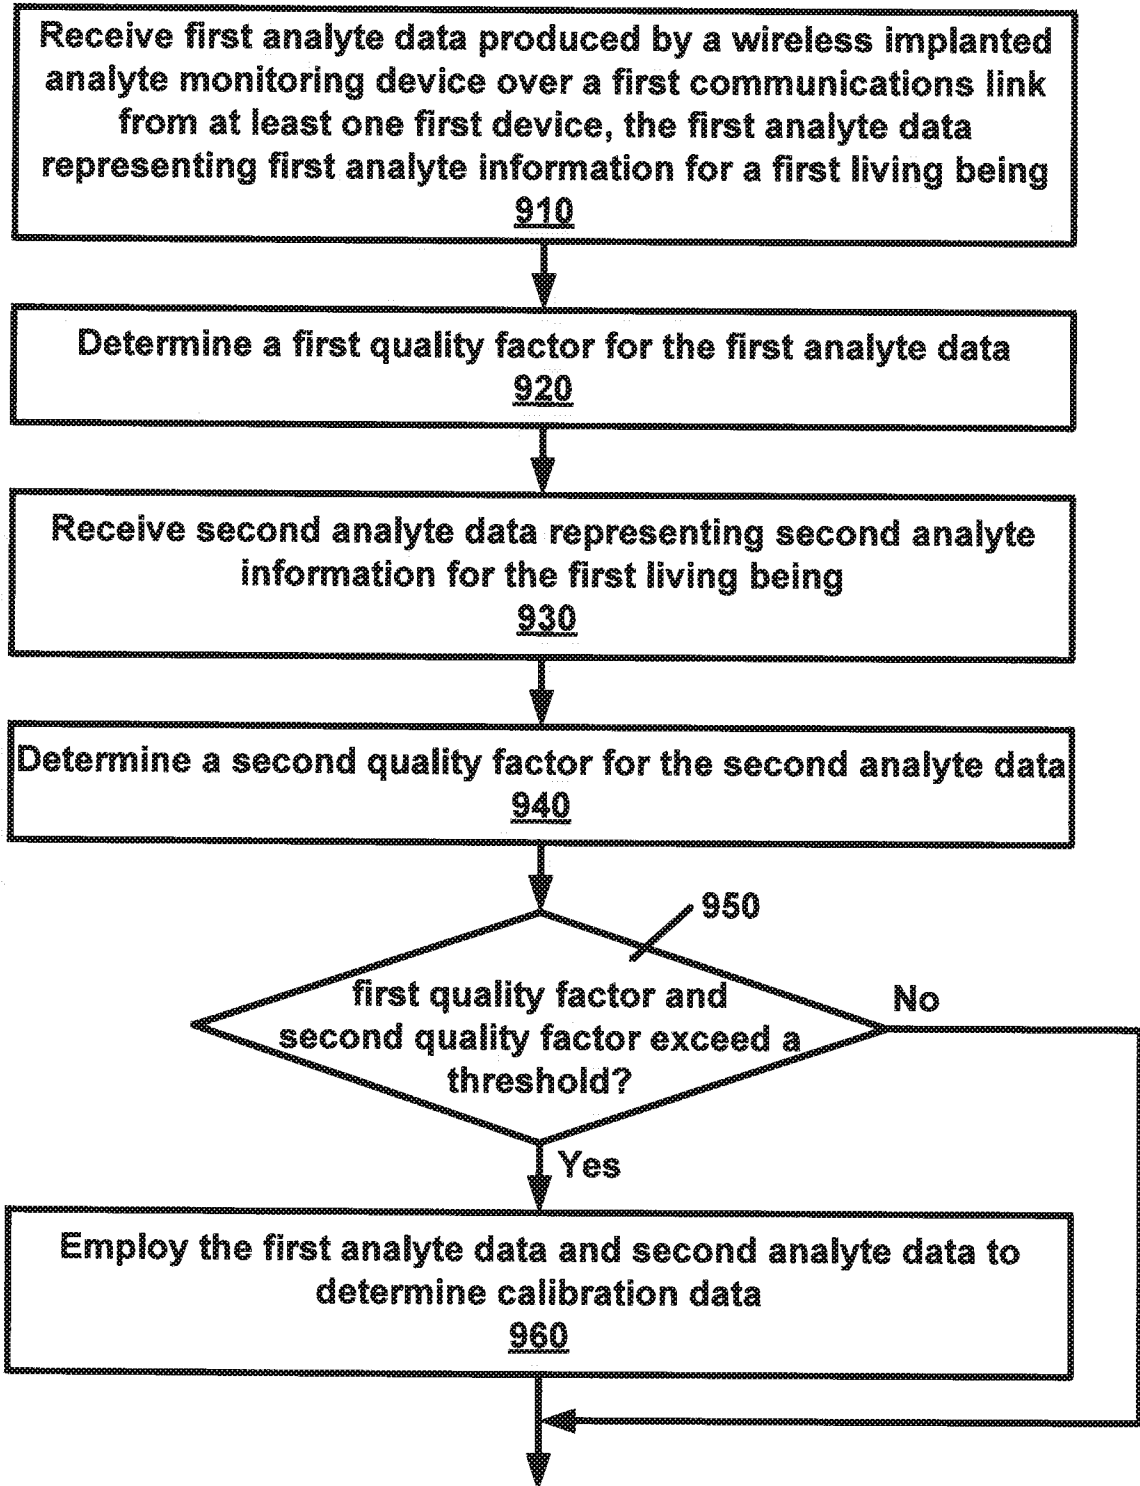 Receive first analyte data produced by a wireless implanted
analyte monitoring device over a first communications link
from at least one first device, the first analyte data
representing first analyte information for a first living being
910
Determine a first quality factor for the first analyte data
920
Receive second analyte data representing second analyte
information for the first living being
930
Determine a second quality factor for the second analyte data
940
950
first quality factor and
second quality factor exceed a
threshold?
No
Yes
Employ the first analyte data and second analyte data to
determine calibration data
960